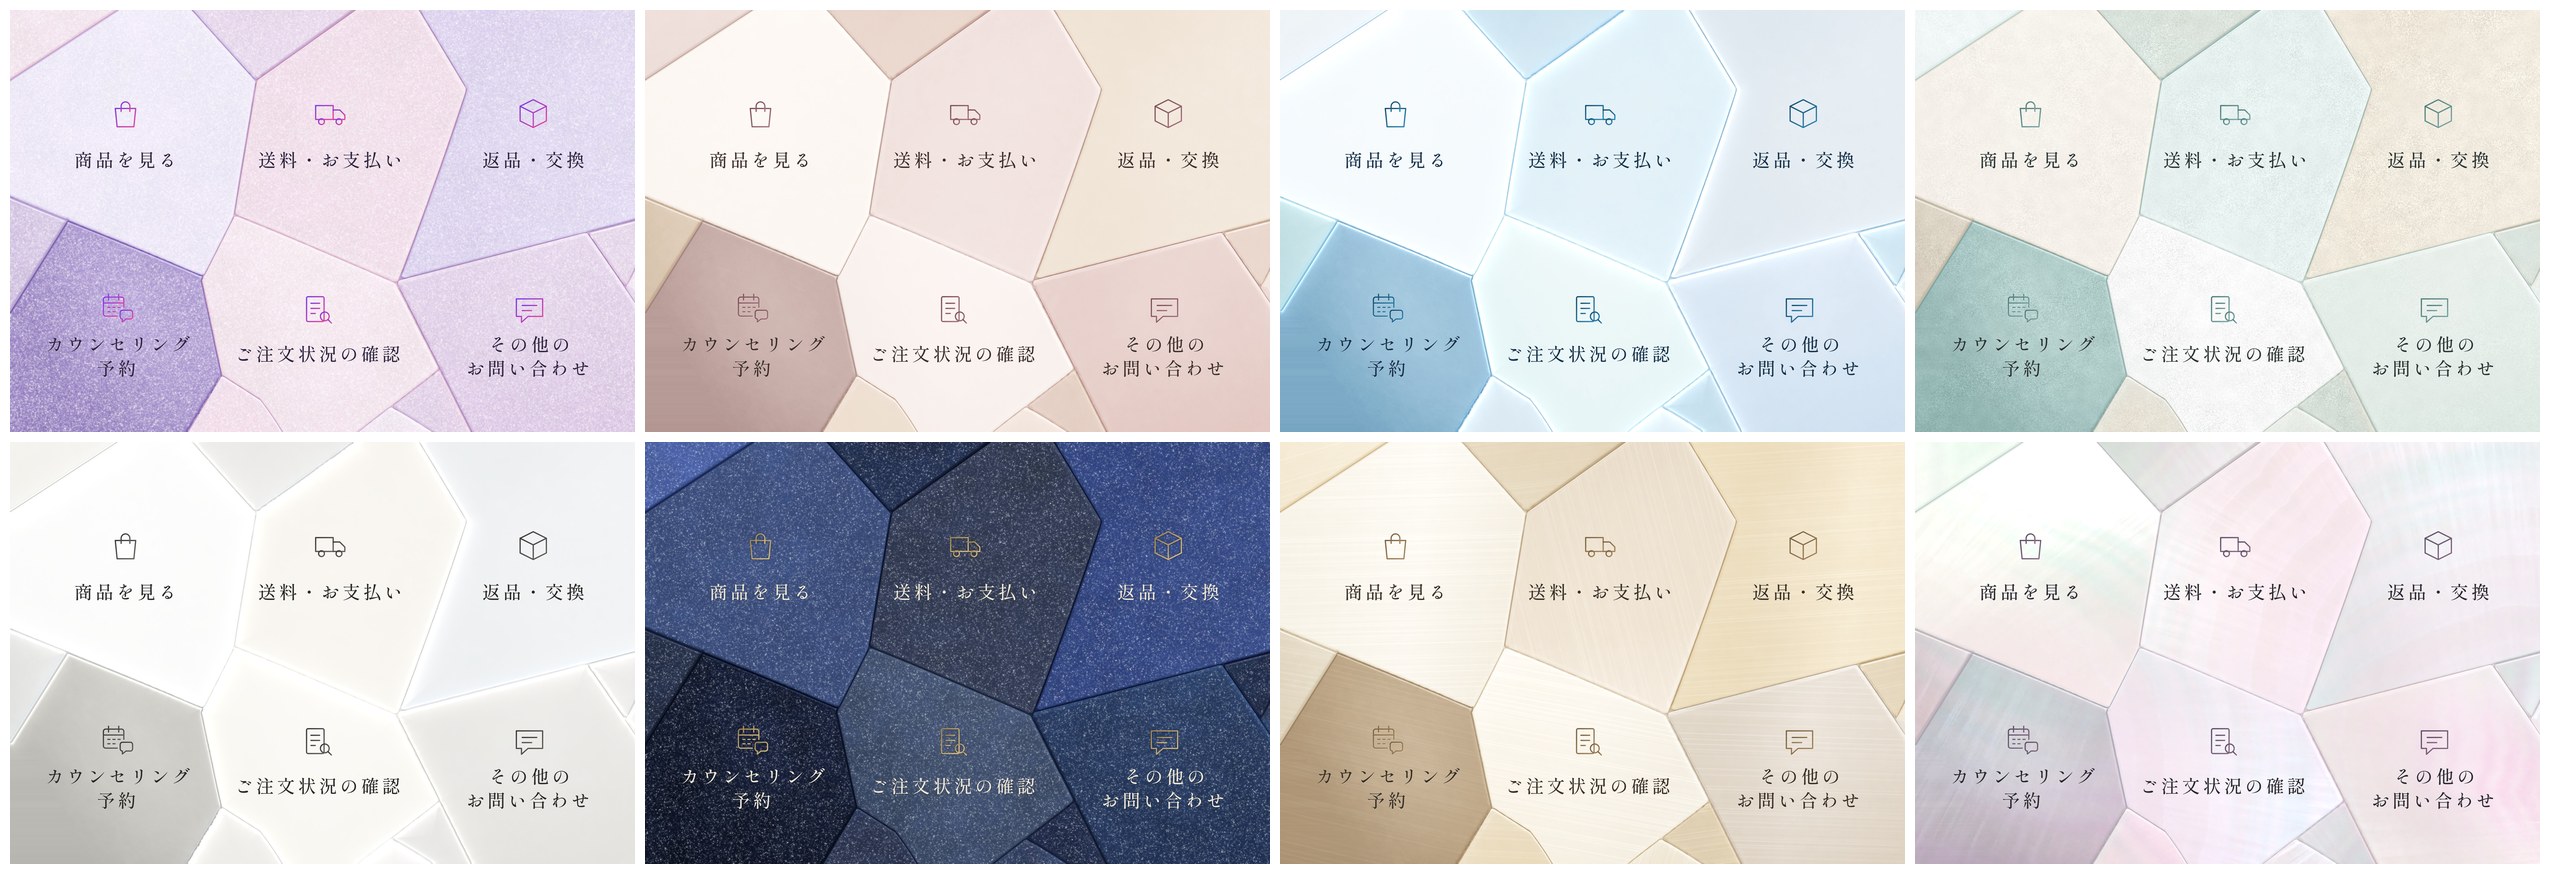 商品を見る
送料・お支払い
返品・交換
カウンセリング
予約
ご注文状況の確認
その他の
お問い合わせ
商品を見る
送料・お支払い
返品・交換
カウンセリング
予約
ご注文状況の確認
その他の
お問い合わせ
商品を見る
送料・お支払い
返品・交換
カウンセリング
予約
ご注文状況の確認
その他の
お問い合わせ
商品を見る
送料・お支払い
返品・交換
カウンセリング
予約
ご注文状況の確認
その他の
お問い合わせ
商品を見る
送料・お支払い
返品・交換
カウンセリング
予約
ご注文状況の確認
その他の
お問い合わせ
商品を見る
送料・お支払い
返品・交換
カウンセリング
予約
ご注文状況の確認
その他の
お問い合わせ
商品を見る
送料・お支払い
返品・交換
カウンセリング
予約
ご注文状況の確認
その他の
お問い合わせ
商品を見る
送料・お支払い
返品・交換
カウンセリング
予約
ご注文状況の確認
その他の
お問い合わせ